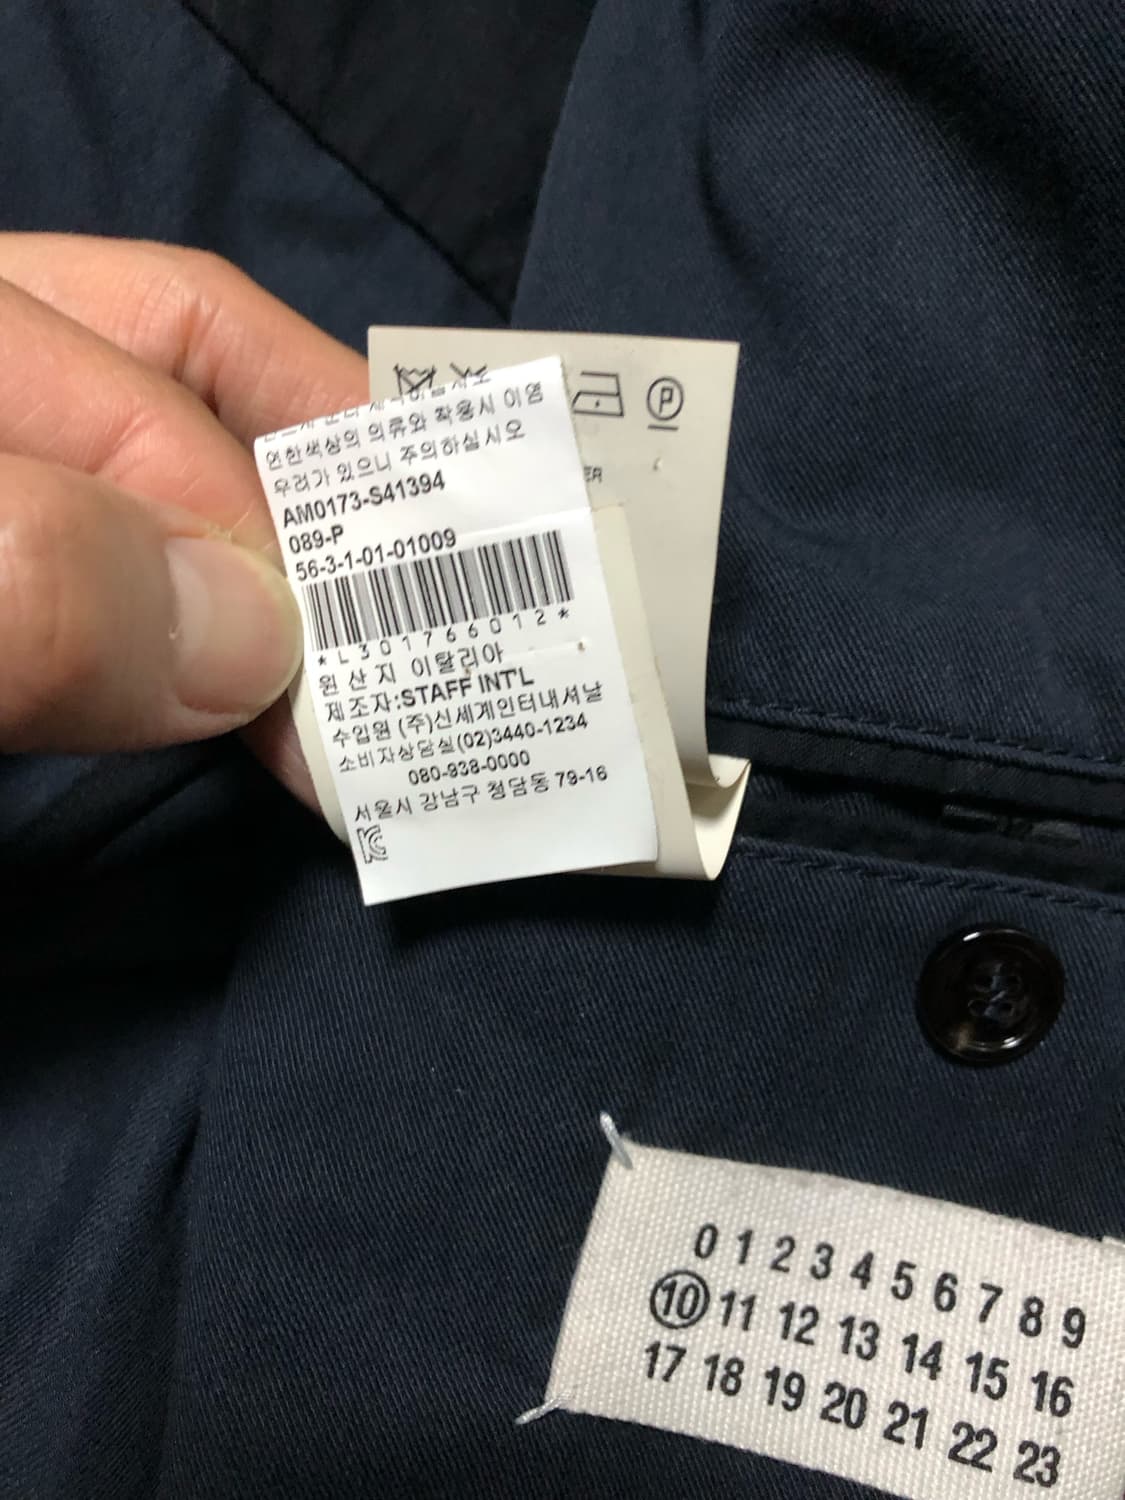 연한색상의 의류와 착용시 이염
우려가 있으니 주의하십시오
AM0173-S41394
089-P
56-3-1-01-01009
*L301766012*
원산지 이탈리아
제조자:STAFF INT'L
수입원 (주)신세계인터내셔날
소비자상담실(02)3440-1234
080-938-0000
서울시 강남구 청담동 79-16
P
0 1 2 3 4 5 6 7 8 9
10 11 12 13 14 15 16
17 18 19 20 21 22 23